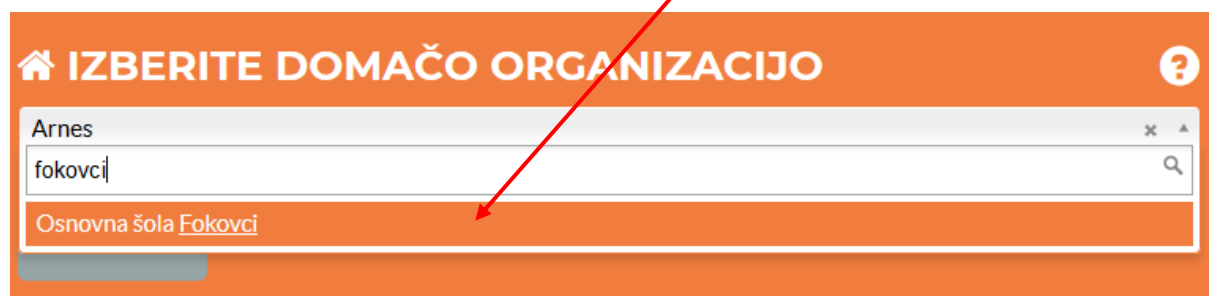 IZBERITE DOMAČO ORGANIZACIJO
Arnes
fokovci
Osnovna šola Fokovci